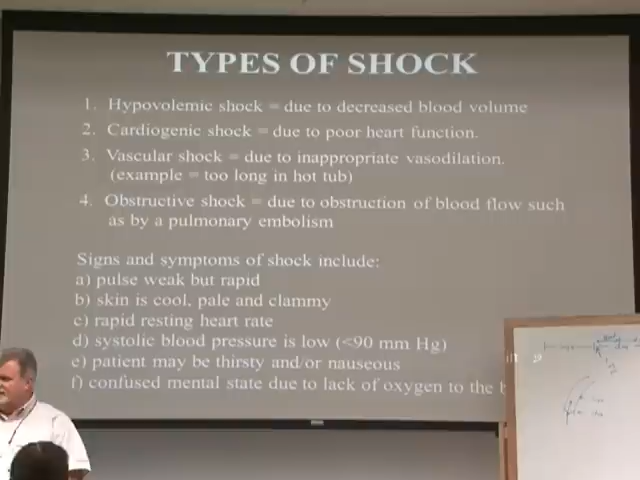 TYPES OF SHOCK
1. Hypovolemic shock = due to decreased blood volume
2. Cardiogenic shock = due to poor heart function.
3. Vascular shock = due to inappropriate vasodilation.
(example = too long in hot tub)
4. Obstructive shock = due to obstruction of blood flow such
as by a pulmonary embolism
Signs and symptoms of shock include:
a) pulse weak but rapid
b) skin is cool, pale and clammy
c) rapid resting heart rate
d) systolic blood pressure is low (<90 mm Hg)
e) patient may be thirsty and/or nauseous
f) confused mental state due to lack of oxygen to the